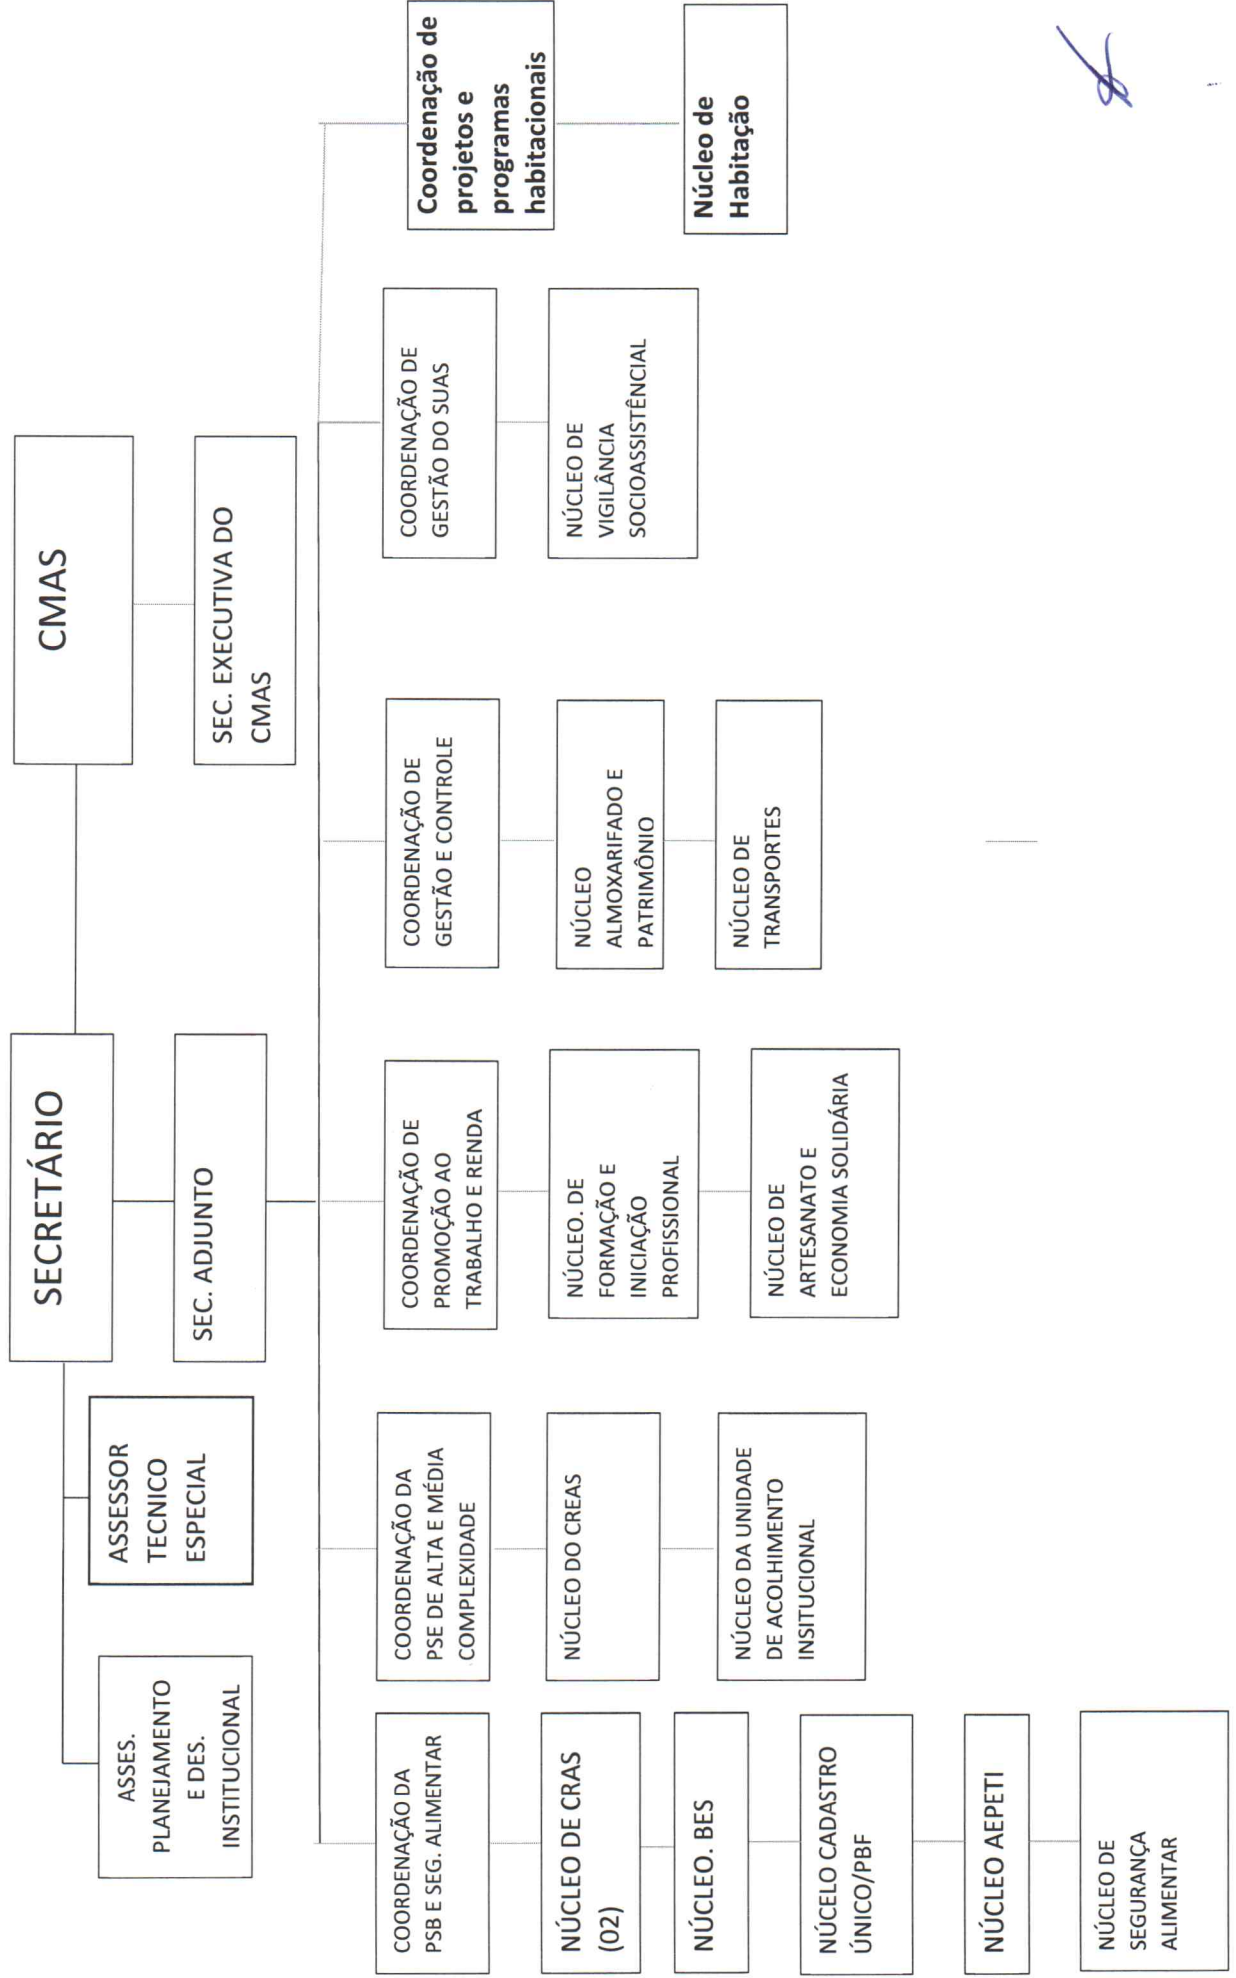 SECRETÁRIO
CMAS
ASSES.
PLANEJAMENTO
E DES.
INSTITUCIONAL
ASSESSOR
TECNICO
ESPECIAL
SEC. ADJUNTO
SEC. EXECUTIVA DO
CMAS
COORDENAÇÃO DA
PSB E SEG. ALIMENTAR
NÚCLEO DE CRAS
(02)
NÚCLEO. BES
NÚCELO CADASTRO
ÚNICO/PBF
NÚCLEO AEPETI
NÚCLEO DE
SEGURANÇA
ALIMENTAR
COORDENAÇÃO DA
PSE DE ALTA E MÉDIA
COMPLEXIDADE
NÚCLEO DO CREAS
NÚCLEO DA UNIDADE
DE ACOLHIMENTO
INSITUCIONAL
COORDENAÇÃO DE
PROMOÇÃO AO
TRABALHO E RENDA
NÚCLEO. DE
FORMAÇÃO E
INICIAÇÃO
PROFISSIONAL
NÚCLEO DE
ARTESANATO E
ECONOMIA SOLIDÁRIA
COORDENAÇÃO DE
GESTÃO E CONTROLE
NÚCLEO
ALMOXARIFADO E
PATRIMÔNIO
NÚCLEO DE
TRANSPORTES
COORDENAÇÃO DE
GESTÃO DO SUAS
NÚCLEO DE
VIGILÂNCIA
SOCIOASSISTÊNCIAL
Coordenação de
projetos e
programas
habitacionais
Núcleo de
Habitação